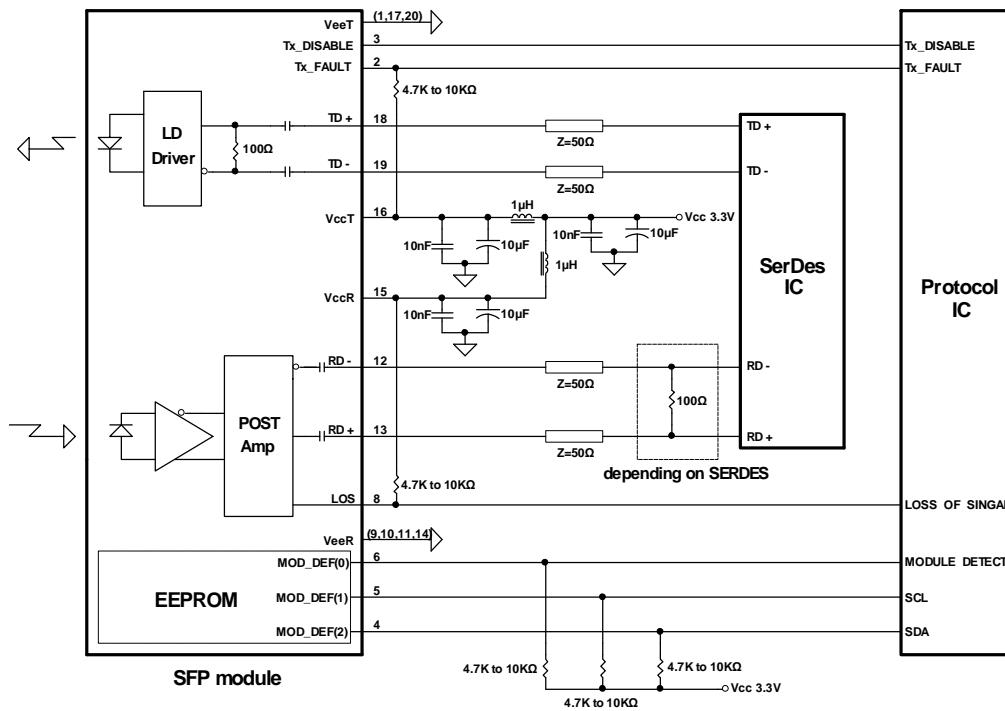 VeeT
(1,17,20)
Tx_DISABLE
3
Tx_DISABLE
Tx_FAULT
2
Tx_FAULT
4.7K to 10KΩ
LD
Driver
100Ω
TD +
18
Z=50Ω
TD +
TD -
19
Z=50Ω
TD -
VccT
16
1µH
Vcc 3.3V
10nF
10µF
10nF
10µF
1µH
SerDes
IC
Protocol
IC
VccR
15
10nF
10µF
RD -
12
Z=50Ω
RD -
100Ω
POST
Amp
RD +
13
Z=50Ω
RD +
depending on SERDES
4.7K to 10KΩ
LOS
8
LOSS OF SINGAL
VeeR
(9,10,11,14)
MOD_DEF(0)
6
MODULE DETECT
EEPROM
MOD_DEF(1)
5
SCL
MOD_DEF(2)
4
SDA
4.7K to 10KΩ
4.7K to 10KΩ
4.7K to 10KΩ
Vcc 3.3V
SFP module